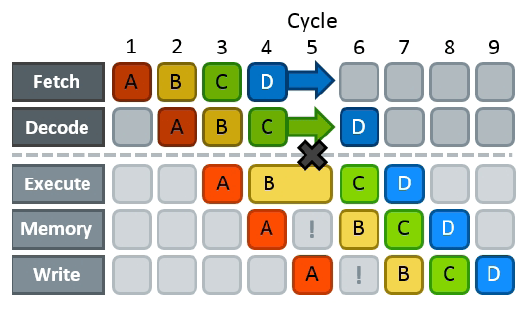 Cycle
1 2 3 4 5 6 7 8 9
Fetch A B C D
Decode A B C D
Execute A B C D
Memory A ! B C D
Write A ! B C D